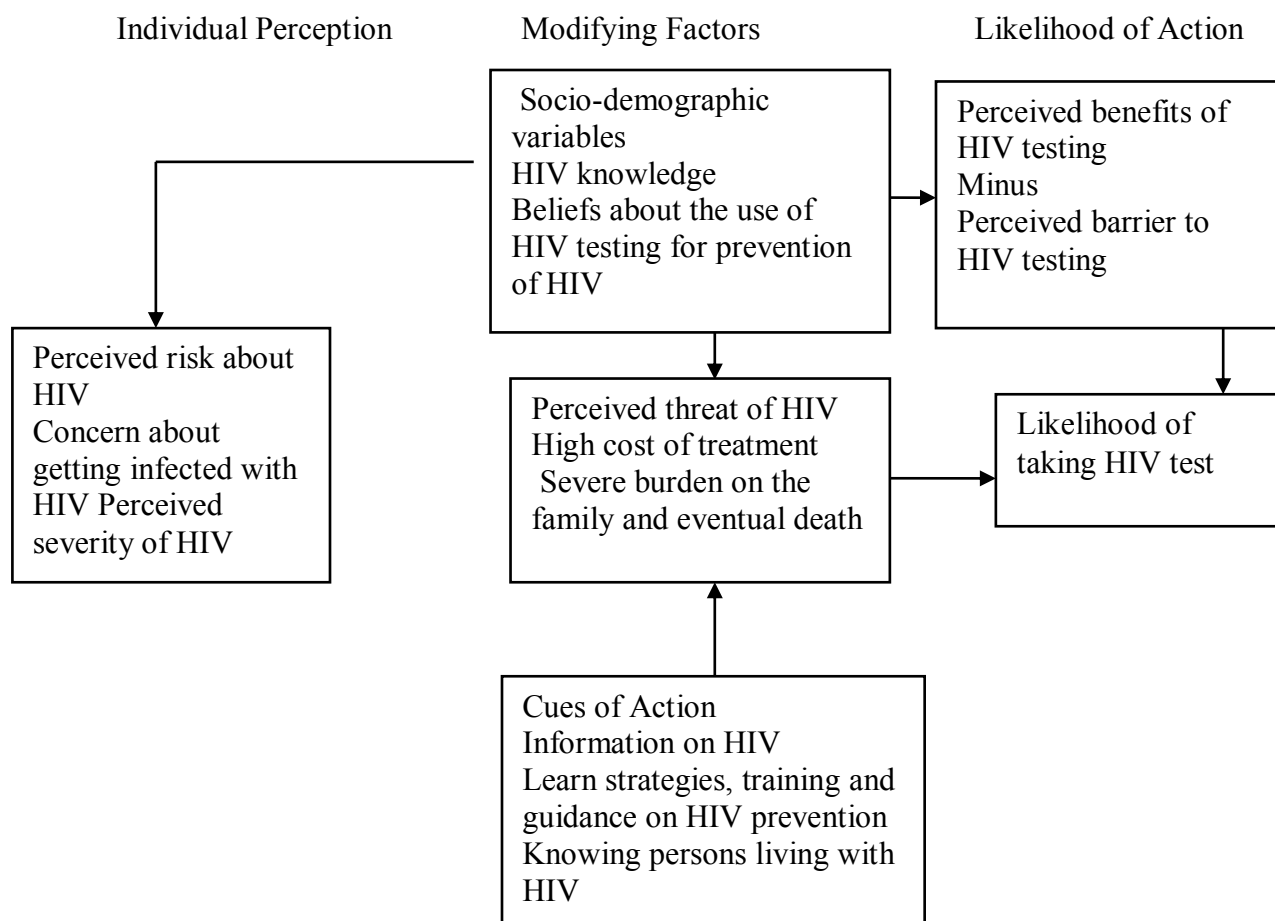 Individual Perception
Modifying Factors
Likelihood of Action
Socio-demographic
variables
HIV knowledge
Beliefs about the use of
HIV testing for prevention
of HIV
Perceived benefits of
HIV testing
Minus
Perceived barrier to
HIV testing
Perceived risk about
HIV
Concern about
getting infected with
HIV Perceived
severity of HIV
Perceived threat of HIV
High cost of treatment
Severe burden on the
family and eventual death
Likelihood of
taking HIV test
Cues of Action
Information on HIV
Learn strategies, training and
guidance on HIV prevention
Knowing persons living with
HIV